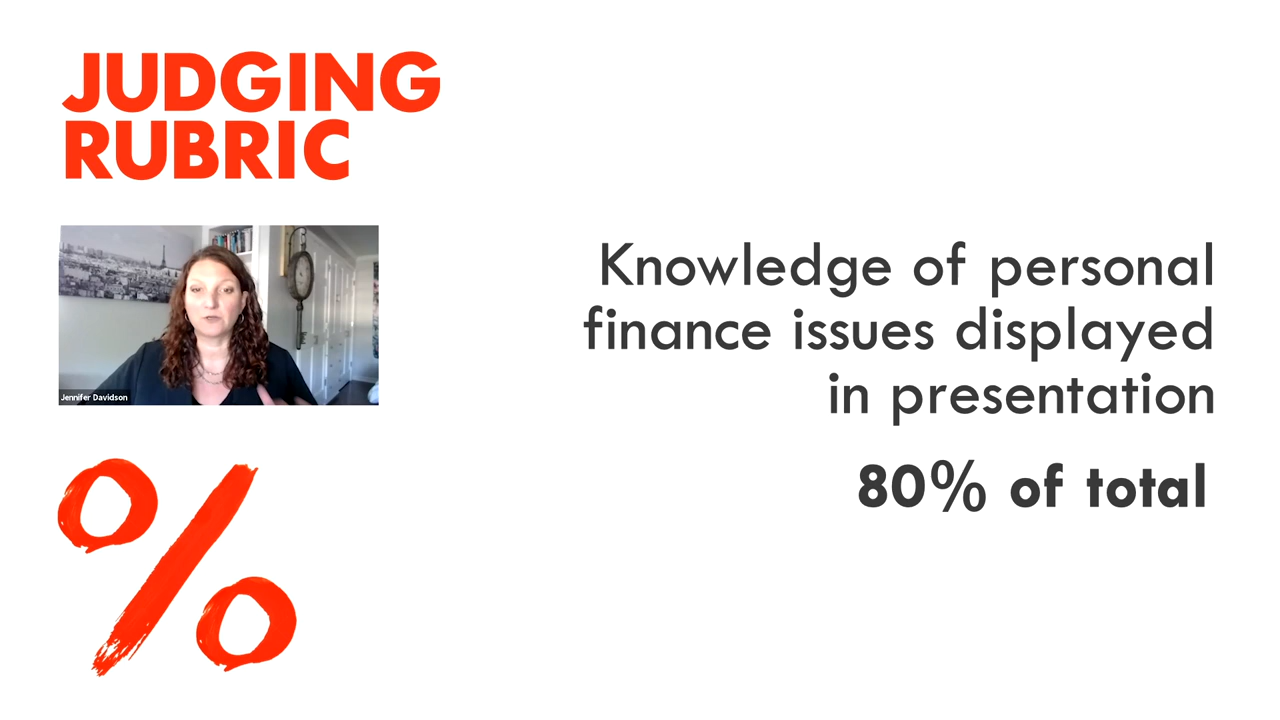 JUDGING
RUBRIC
Jennifer Davidson
%
Knowledge of personal
finance issues displayed
in presentation
80% of total